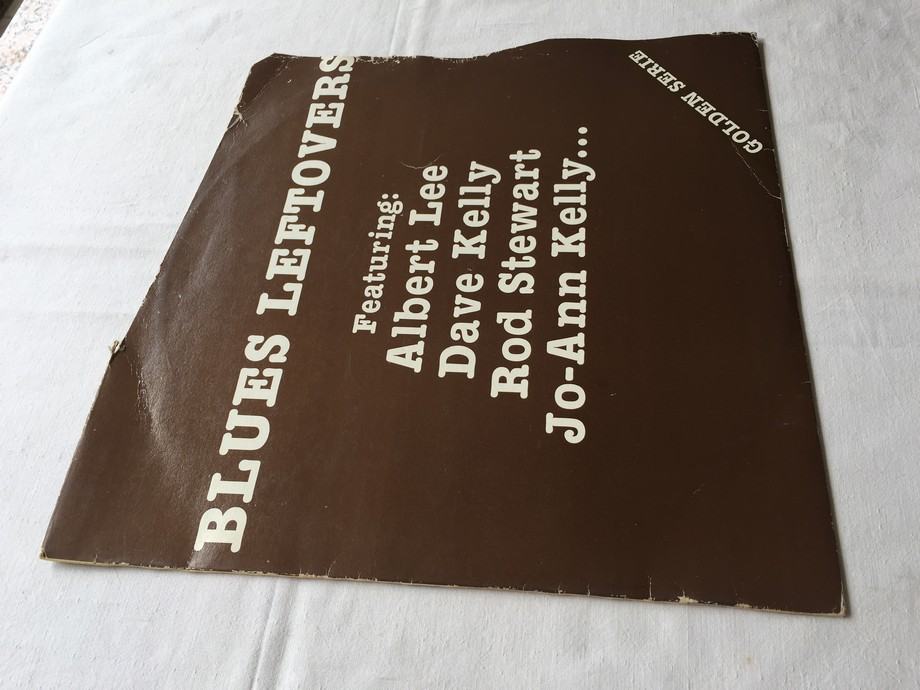 BLUES LEFTOVERS
Featuring:
Albert Lee
Dave Kelly
Rod Stewart
Jo-Ann Kelly...
GOLDEN SERIE